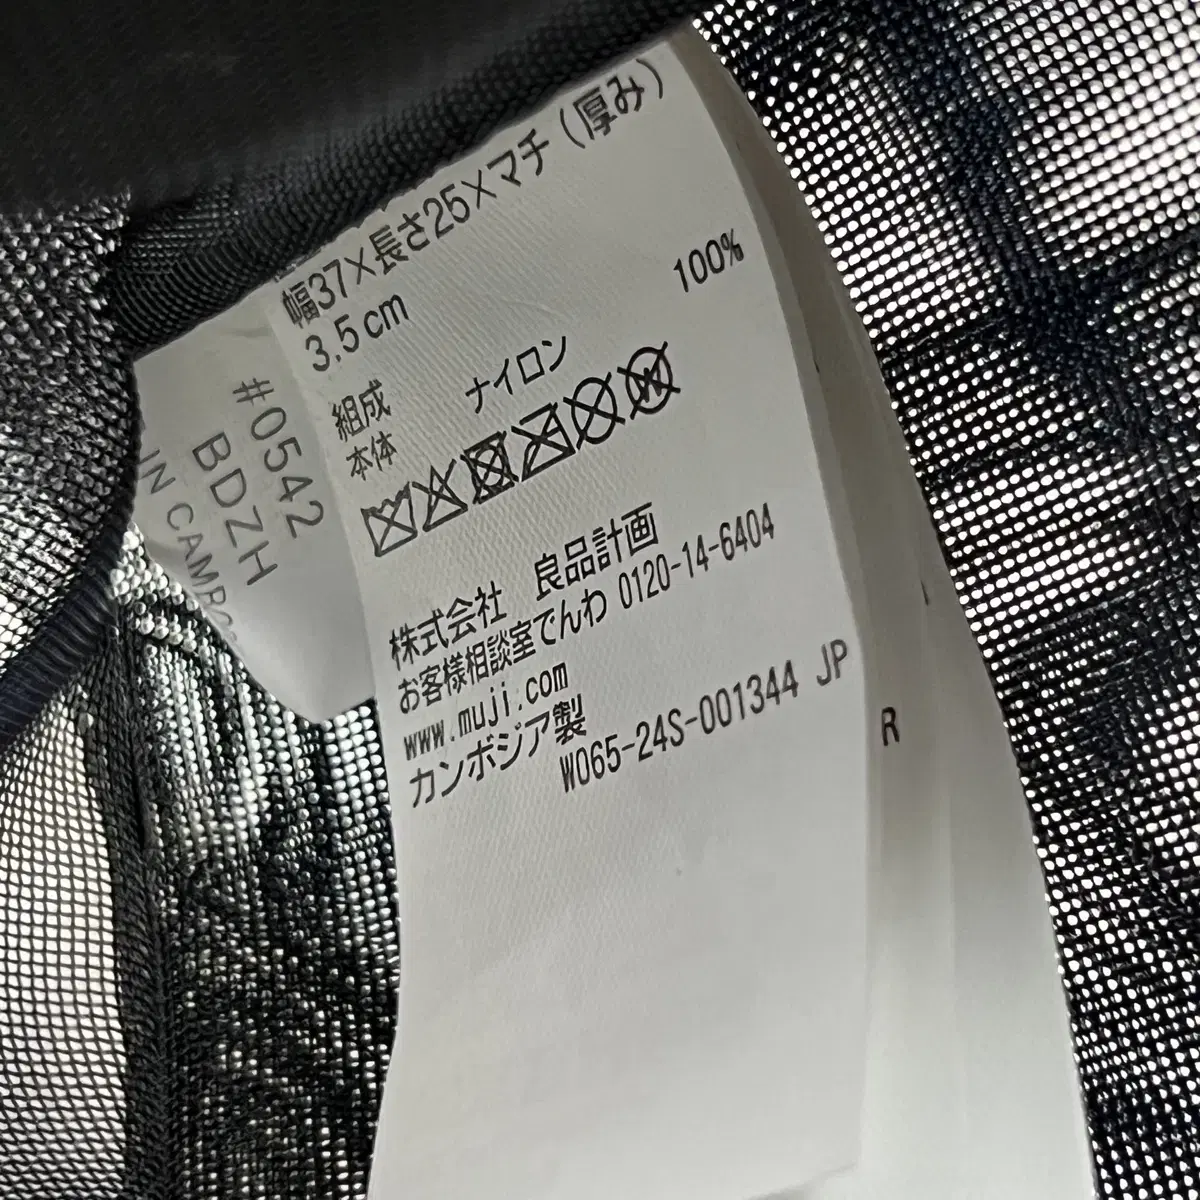 幅37×長さ25×マチ（厚み）
3.5cm
組成
本体 ナイロン 100%
株式会社 良品計画
お客様相談室でんわ 0120-14-6404
www.muji.com
カンボジア製
W065-24S-001344 JP
R
#0542
BDZH
IN